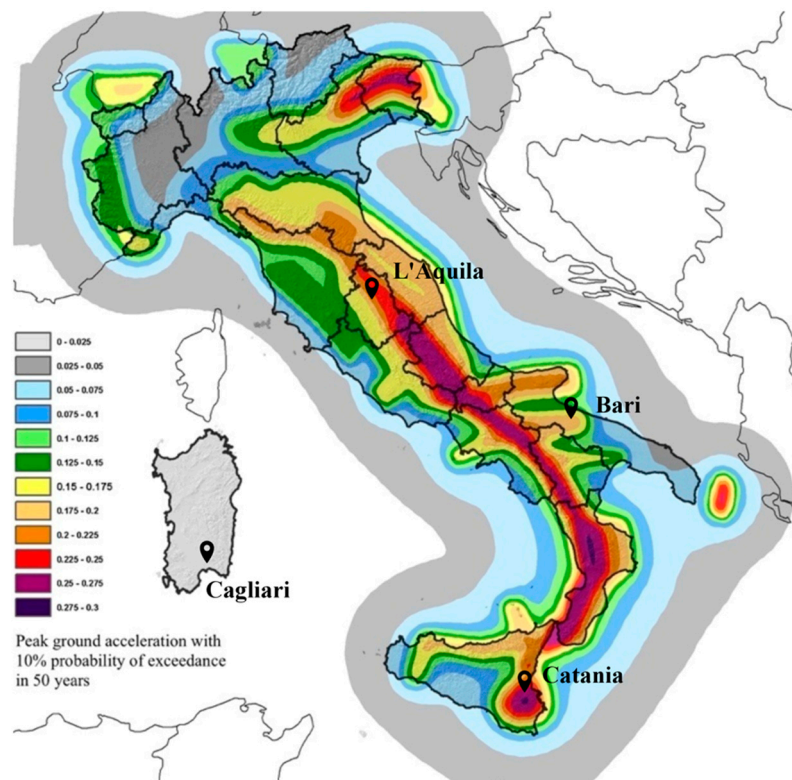 L'Aquila
Bari
0 - 0.025
0.025 - 0.05
0.05 - 0.075
0.075 - 0.1
0.1 - 0.125
0.125 - 0.15
0.15 - 0.175
0.175 - 0.2
0.2 - 0.225
0.225 - 0.25
0.25 - 0.275
0.275 - 0.3
Cagliari
Peak ground acceleration with
10% probability of exceedance
in 50 years
Catania